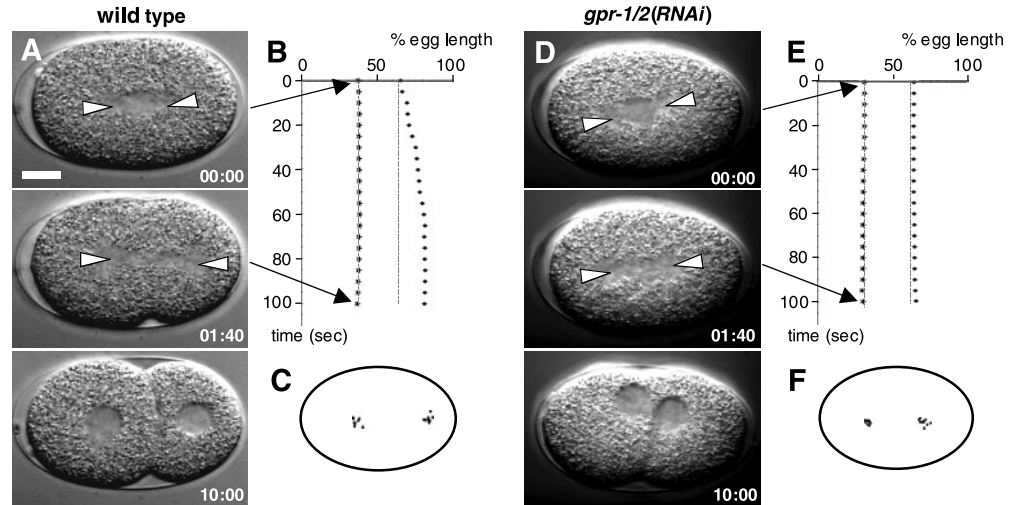 wild type
gpr-1/2(RNAi)
A
00:00
01:40
10:00
B
% egg length
0 50 100
0
20
40
60
80
100
time (sec)
C
D
00:00
01:40
10:00
E
% egg length
0 50 100
0
20
40
60
80
100
time (sec)
F